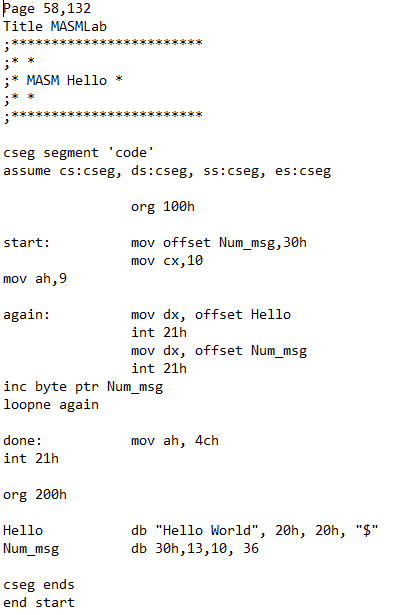 Page 58,132
Title MASMLab
;************************
;* *
;* MASM Hello *
;* *
;************************
cseg segment 'code'
assume cs:cseg, ds:cseg, ss:cseg, es:cseg
org 100h
start: mov offset Num_msg,30h
mov cx,10
mov ah,9
again: mov dx, offset Hello
int 21h
mov dx, offset Num_msg
int 21h
inc byte ptr Num_msg
loopne again
done: mov ah, 4ch
int 21h
org 200h
Hello db "Hello World", 20h, 20h, "$"
Num_msg db 30h,13,10, 36
cseg ends
end start